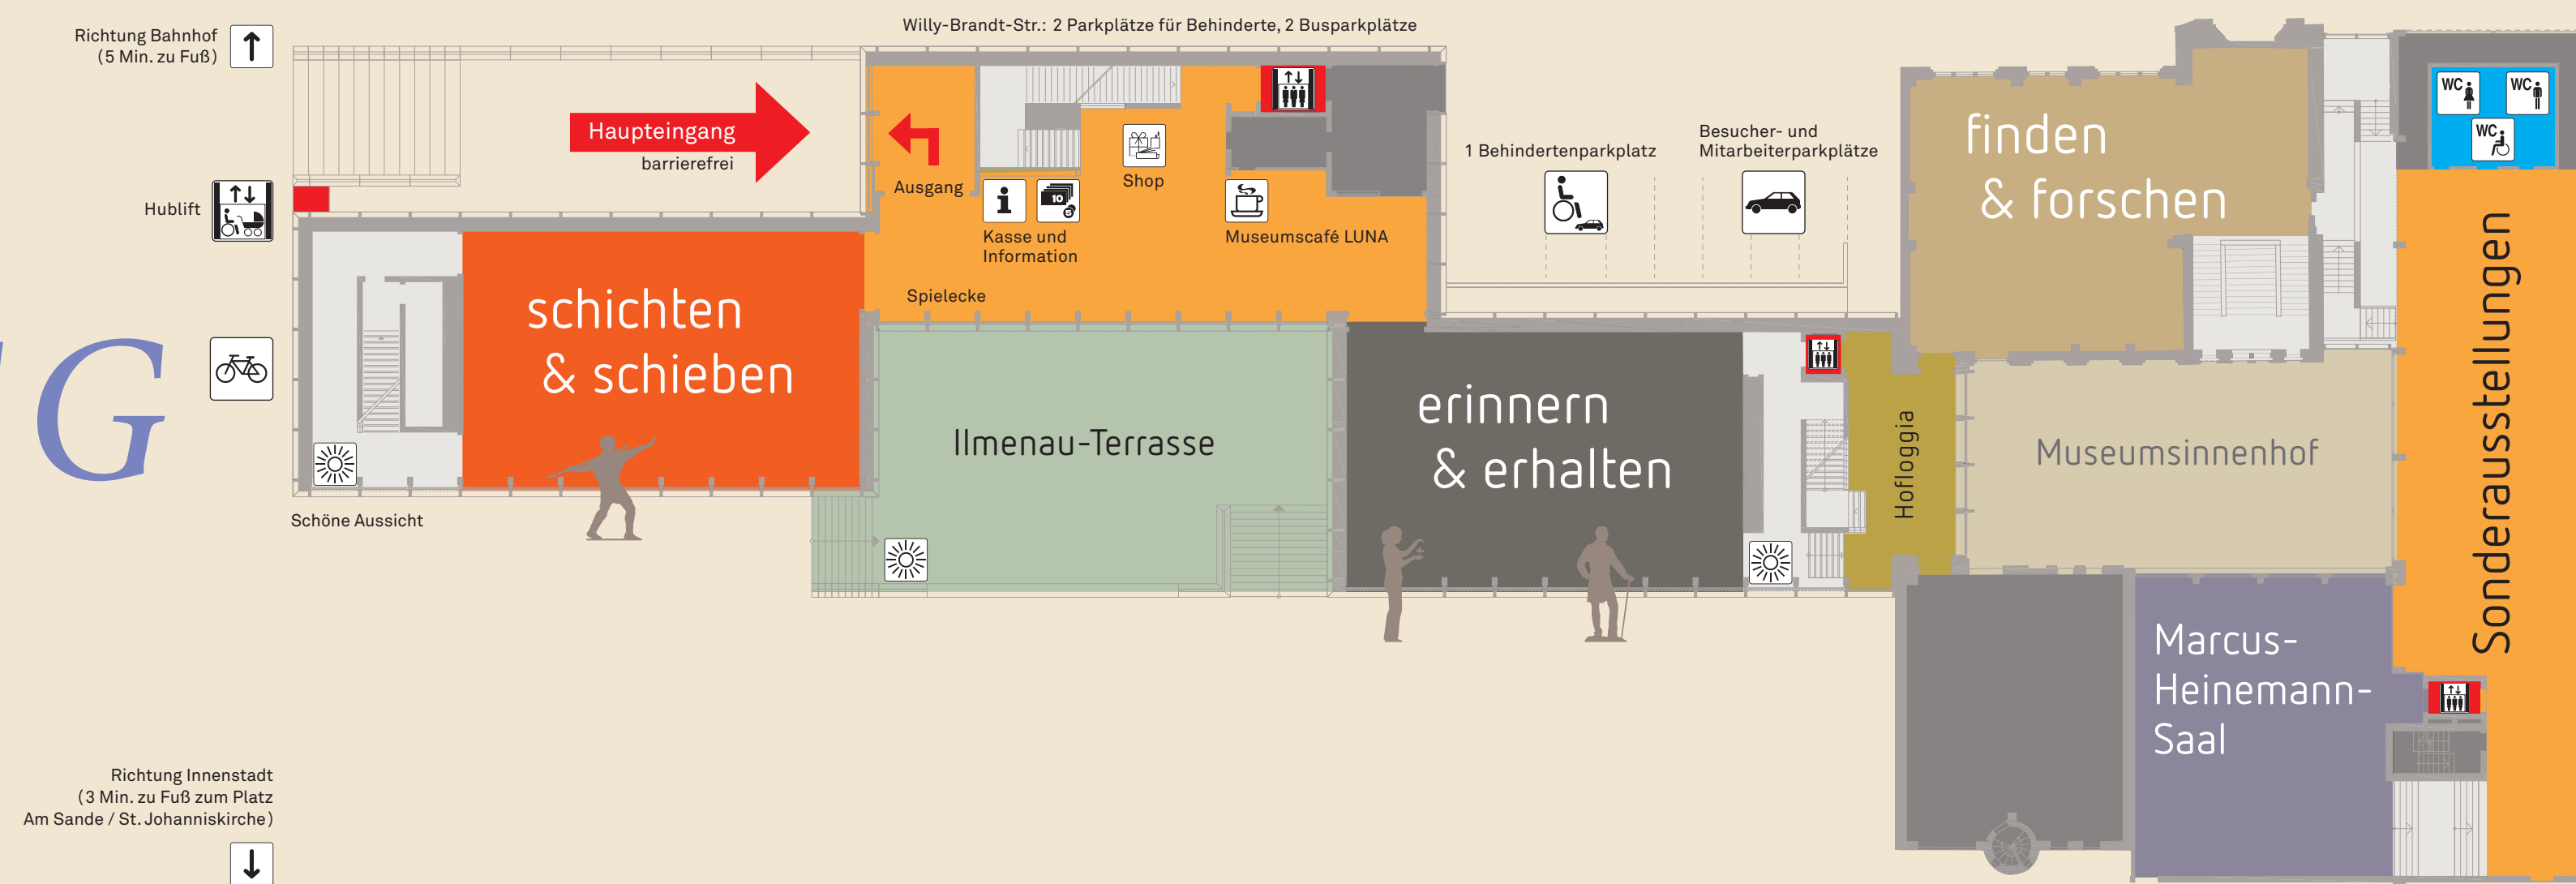 Willy-Brandt-Str.: 2 Parkplätze für Behinderte, 2 Busparkplätze
Richtung Bahnhof
(5 Min. zu Fuß)
Haupteingang
barrierefrei
Hublift
Ausgang
Kasse und
Information
10
5
Shop
Museumscafé LUNA
Spielecke
1 Behindertenparkplatz
Besucher- und
Mitarbeiterparkplätze
finden
& forschen
WC
WC
WC
Sonderausstellungen
schichten
& schieben
G
Ilmenau-Terrasse
erinnern
& erhalten
Hofloggia
Museumsinnenhof
Schöne Aussicht
Marcus-
Heinemann-
Saal
Richtung Innenstadt
(3 Min. zu Fuß zum Platz
Am Sande / St. Johanniskirche)